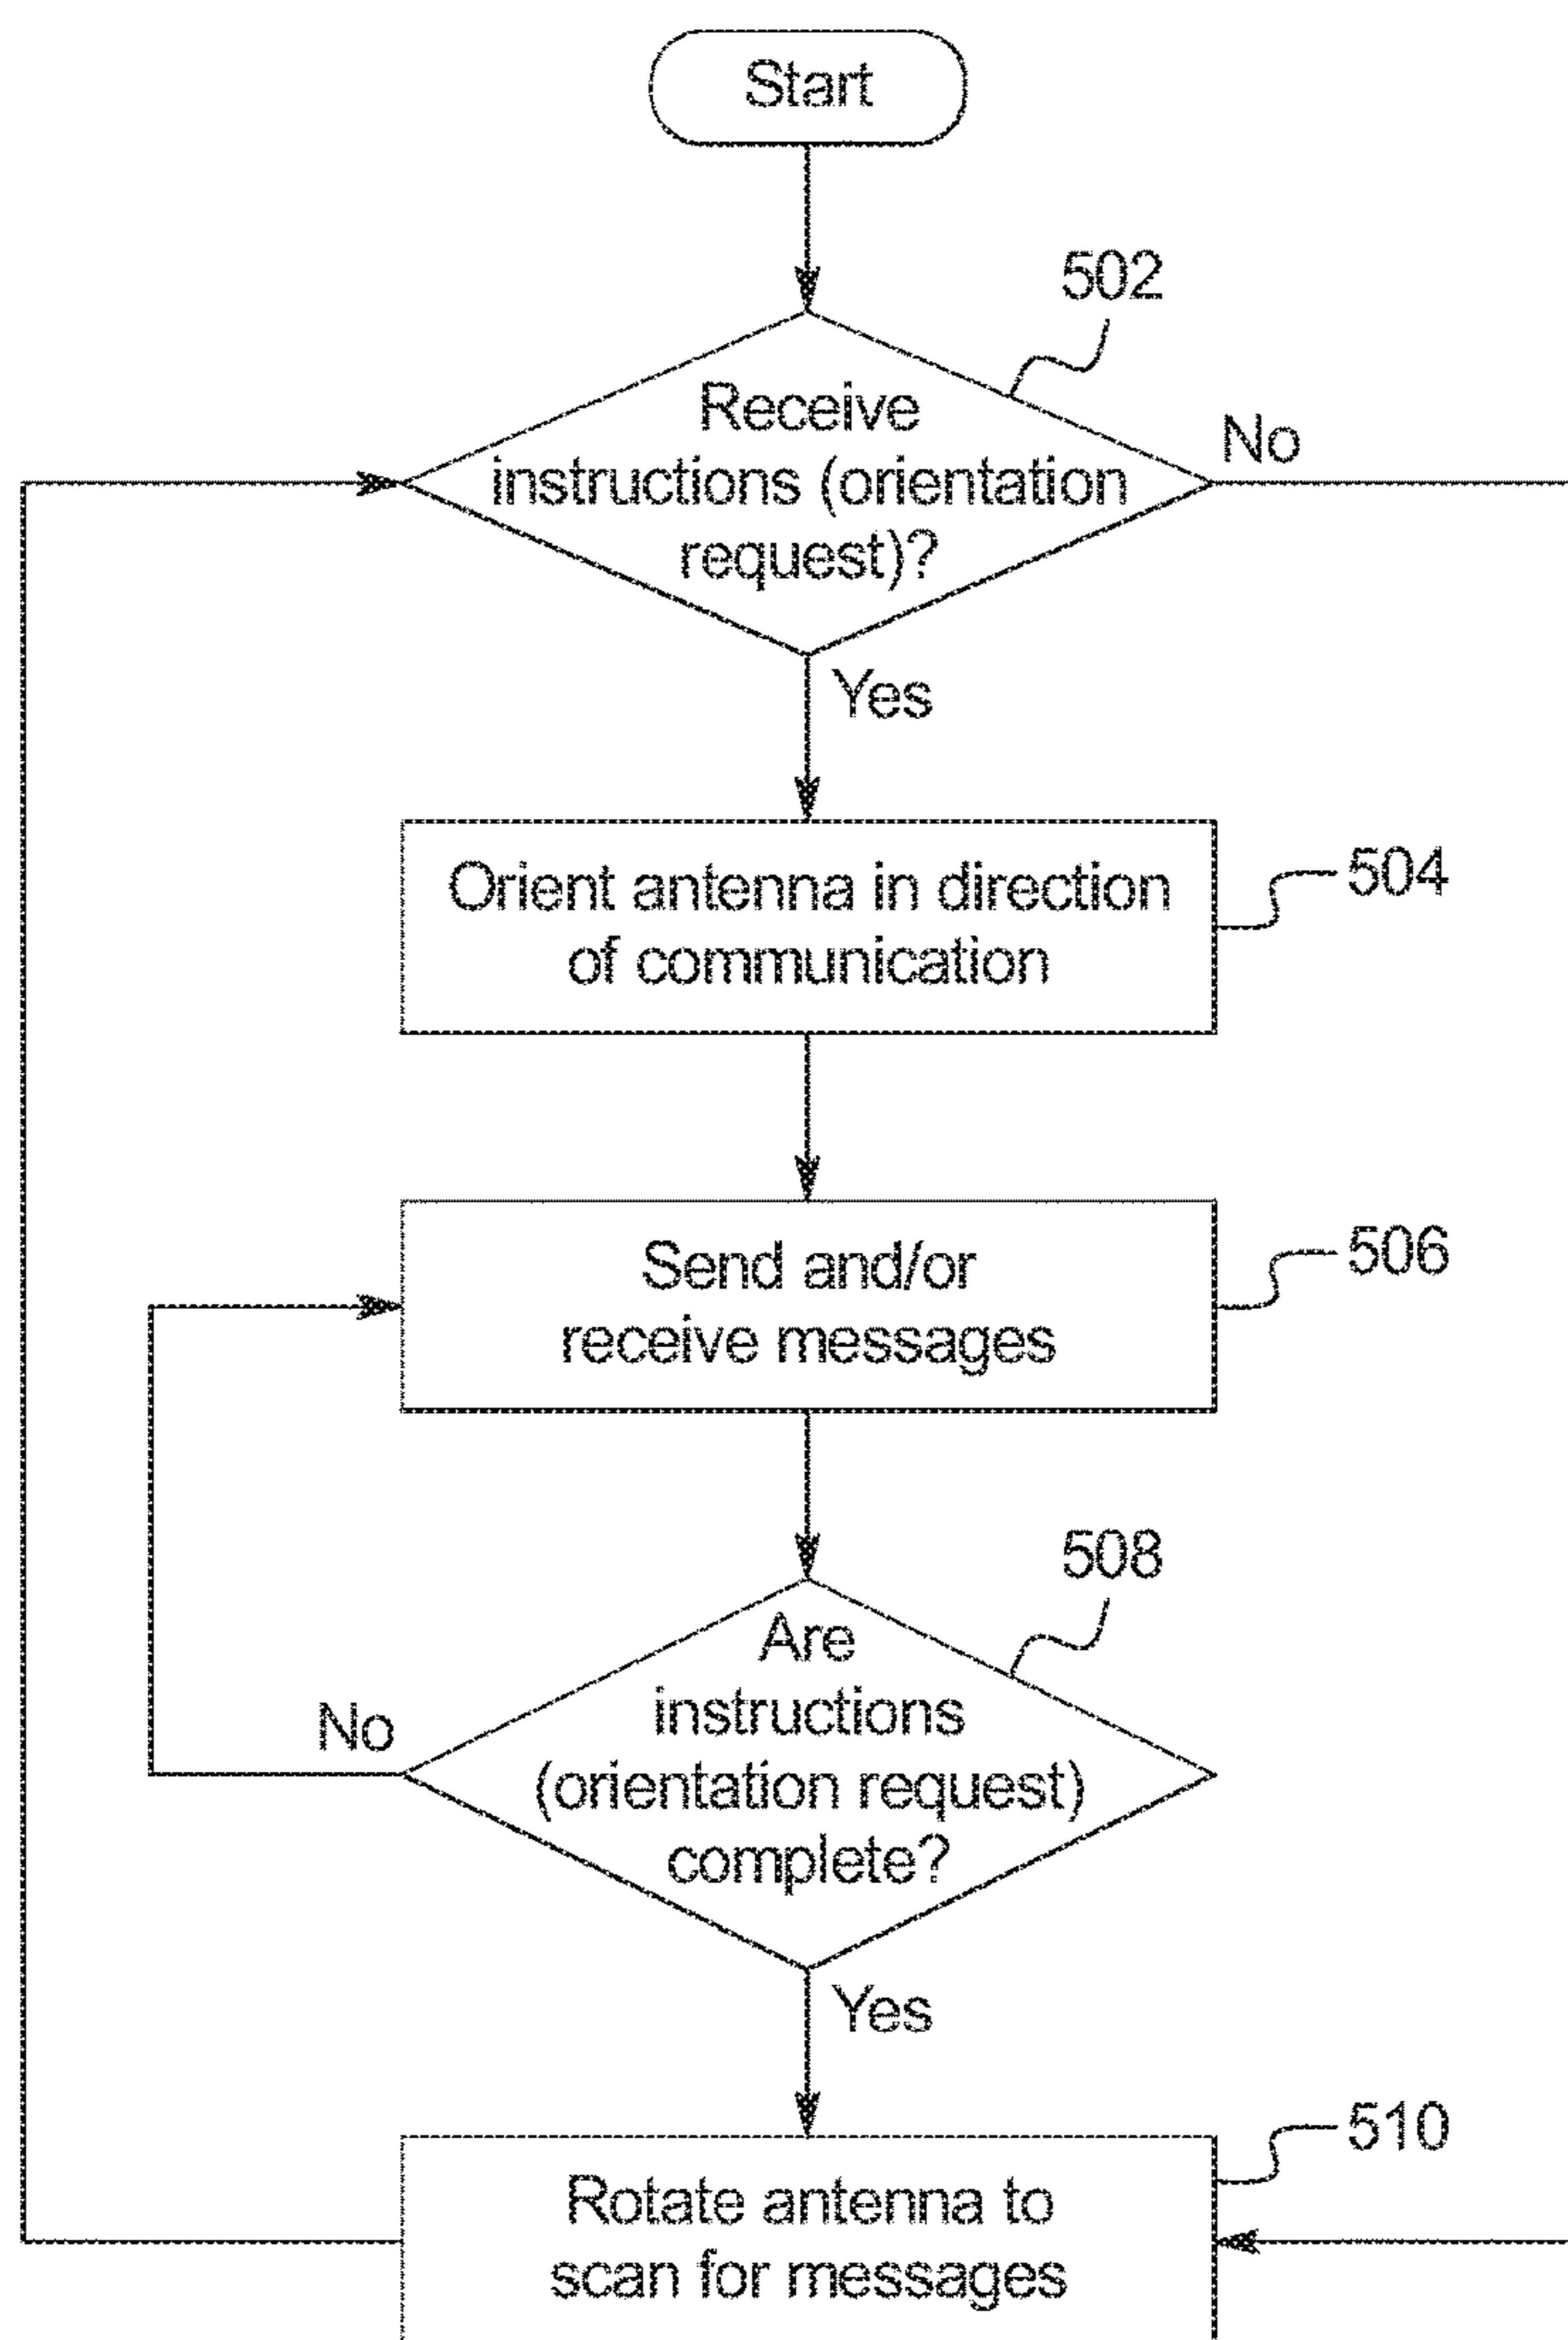 Start
502
Receive
instructions (orientation
request)?
No
Yes
Orient antenna in direction
of communication
504
Send and/or
receive messages
506
508
Are
instructions
(orientation request)
complete?
No
Yes
510
Rotate antenna to
scan for messages